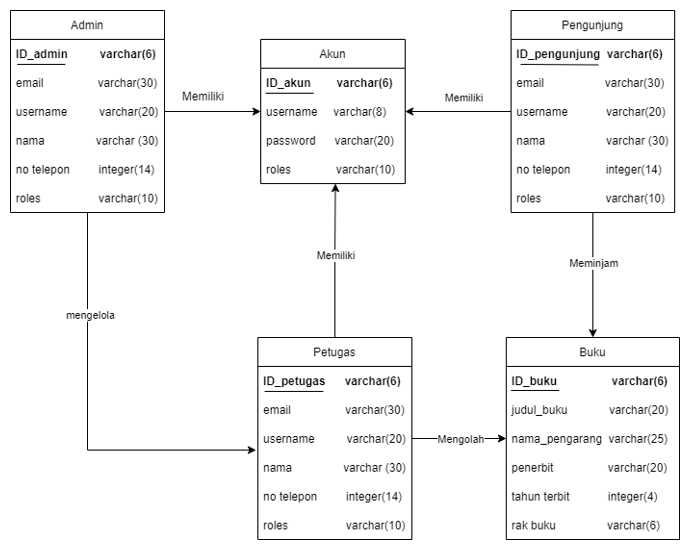 Admin
ID_admin varchar(6)
email varchar(30)
username varchar(20)
nama varchar (30)
no telepon integer(14)
roles varchar(10)
Memiliki
Akun
ID_akun varchar(6)
username varchar(8)
password varchar(20)
roles varchar(10)
Memiliki
Pengunjung
ID_pengunjung varchar(6)
email varchar(30)
username varchar(20)
nama varchar (30)
no telepon integer(14)
roles varchar(10)
Memiliki
Meminjam
mengelola
Petugas
ID_petugas varchar(6)
email varchar(30)
username varchar(20)
nama varchar (30)
no telepon integer(14)
roles varchar(10)
Mengolah
Buku
ID_buku varchar(6)
judul_buku varchar(20)
nama_pengarang varchar(25)
penerbit varchar(20)
tahun terbit integer(4)
rak buku varchar(6)